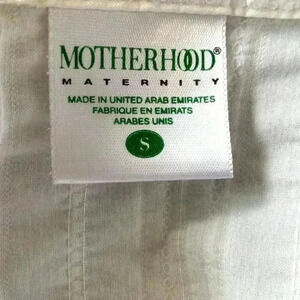 MOTHERHOOD®
MATERNITY
MADE IN UNITED ARAB EMIRATES
FABRIQUE EN EMIRATS
ARABES UNIS
S